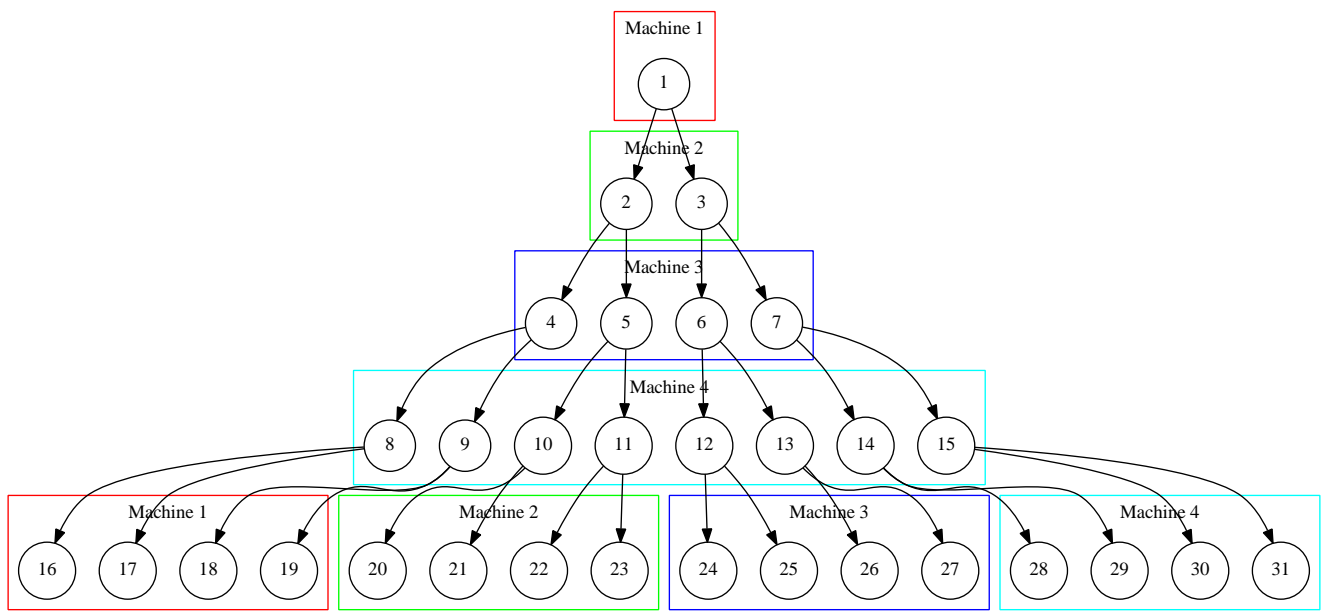 Machine 1
1
Machine 2
2 3
Machine 3
4 5 6 7
Machine 4
8 9 10 11 12 13 14 15
Machine 1 Machine 2 Machine 3 Machine 4
16 17 18 19 20 21 22 23 24 25 26 27 28 29 30 31